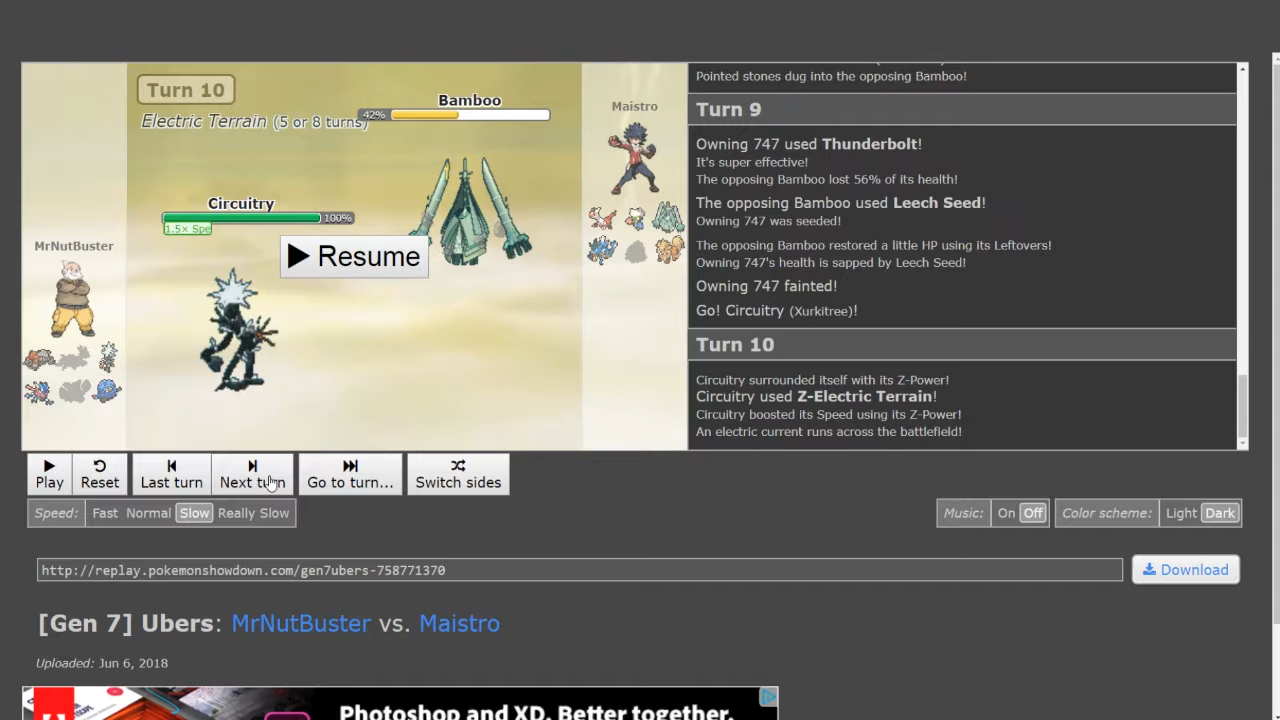 Turn 10
Electric Terrain (5 or 8 turns)
Bamboo
42%
Circuitry
100%
1.5× Spe
Resume
MrNutBuster
Maistro
Pointed stones dug into the opposing Bamboo!
Turn 9
Owning 747 used Thunderbolt!
It's super effective!
The opposing Bamboo lost 56% of its health!
The opposing Bamboo used Leech Seed!
Owning 747 was seeded!
The opposing Bamboo restored a little HP using its Leftovers!
Owning 747's health is sapped by Leech Seed!
Owning 747 fainted!
Go! Circuitry (Xurkitree)!
Turn 10
Circuitry surrounded itself with its Z-Power!
Circuitry used Z-Electric Terrain!
Circuitry boosted its Speed using its Z-Power!
An electric current runs across the battlefield!
Play Reset Last turn Next turn Go to turn... Switch sides
Speed: Fast Normal Slow Really Slow
Music: On Off Color scheme: Light Dark
http://replay.pokemonshowdown.com/gen7ubers-758771370
Download
[Gen 7] Ubers: MrNutBuster vs. Maistro
Uploaded: Jun 6, 2018
Photoshop and XD. Better together.